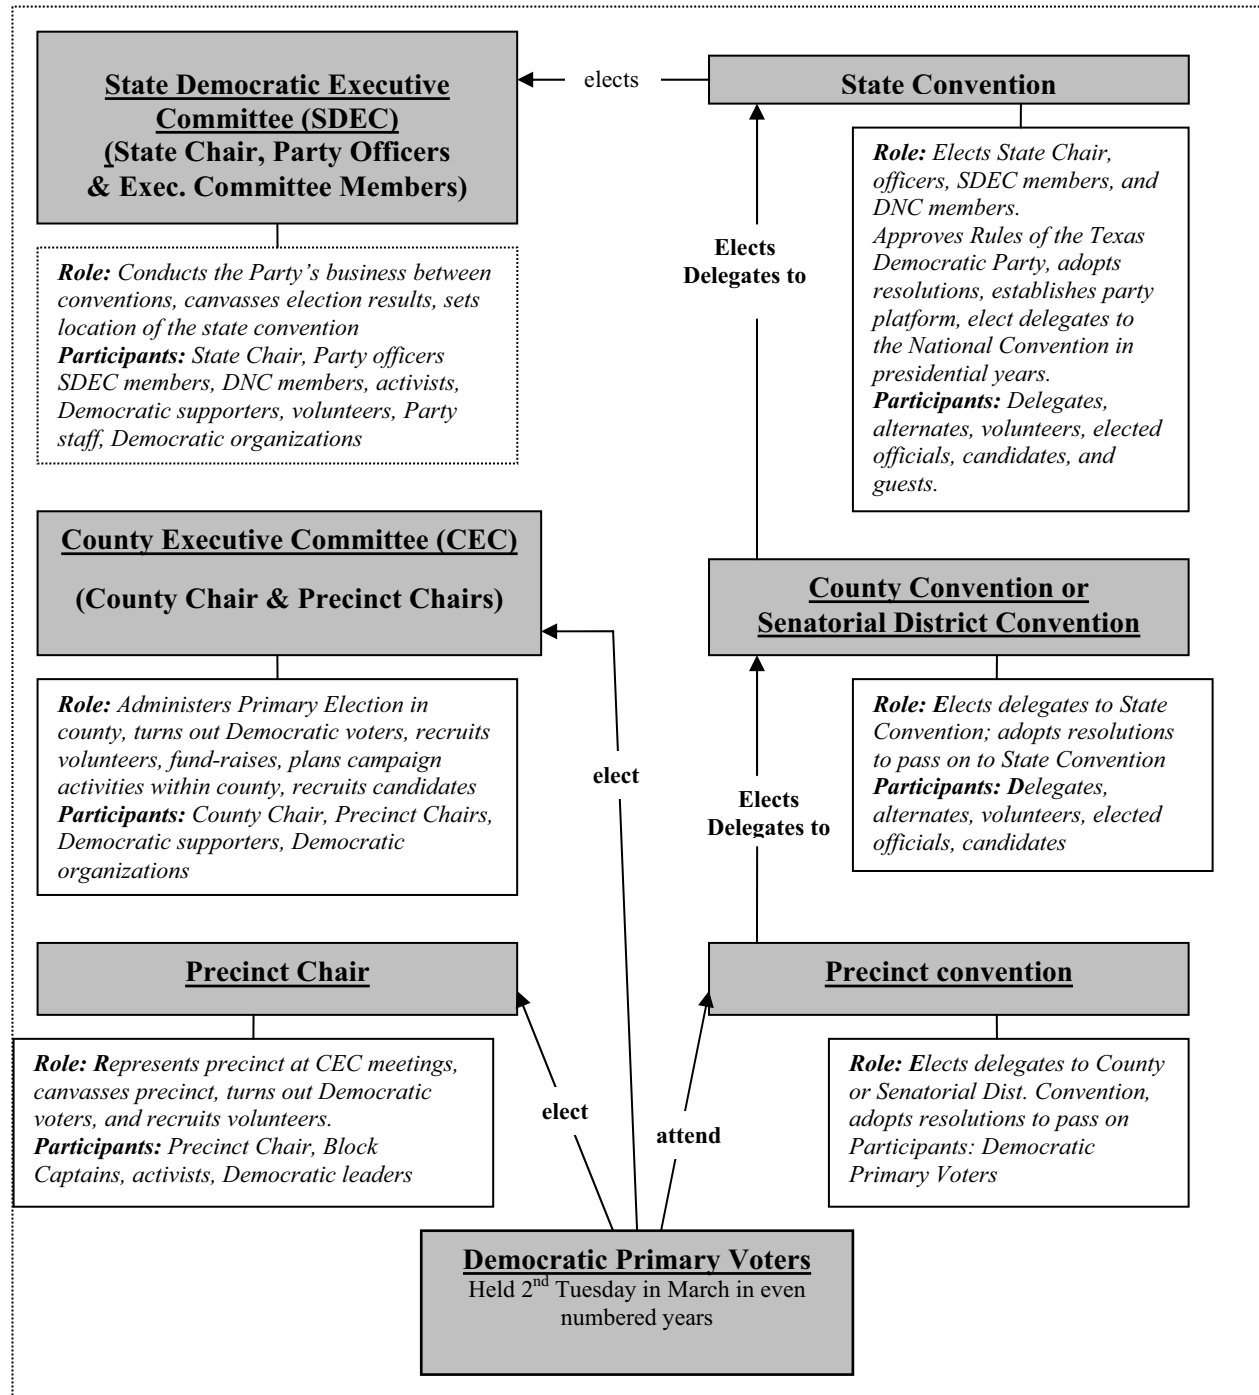 State Democratic Executive
Committee (SDEC)
(State Chair, Party Officers
& Exec. Committee Members)
elects
State Convention
Role: Conducts the Party’s business between
conventions, canvasses election results, sets
location of the state convention
Participants: State Chair, Party officers
SDEC members, DNC members, activists,
Democratic supporters, volunteers, Party
staff, Democratic organizations
Elects
Delegates to
Role: Elects State Chair,
officers, SDEC members, and
DNC members.
Approves Rules of the Texas
Democratic Party, adopts
resolutions, establishes party
platform, elect delegates to
the National Convention in
presidential years.
Participants: Delegates,
alternates, volunteers, elected
officials, candidates, and
guests.
County Executive Committee (CEC)
(County Chair & Precinct Chairs)
County Convention or
Senatorial District Convention
Role: Administers Primary Election in
county, turns out Democratic voters, recruits
volunteers, fund-raises, plans campaign
activities within county, recruits candidates
Participants: County Chair, Precinct Chairs,
Democratic supporters, Democratic
organizations
elect
Elects
Delegates to
Role: Elects delegates to State
Convention; adopts resolutions
to pass on to State Convention
Participants: Delegates,
alternates, volunteers, elected
officials, candidates
Precinct Chair
Precinct convention
Role: Represents precinct at CEC meetings,
canvasses precinct, turns out Democratic
voters, and recruits volunteers.
Participants: Precinct Chair, Block
Captains, activists, Democratic leaders
elect
attend
Role: Elects delegates to County
or Senatorial Dist. Convention,
adopts resolutions to pass on
Participants: Democratic
Primary Voters
Democratic Primary Voters
Held 2nd Tuesday in March in even
numbered years